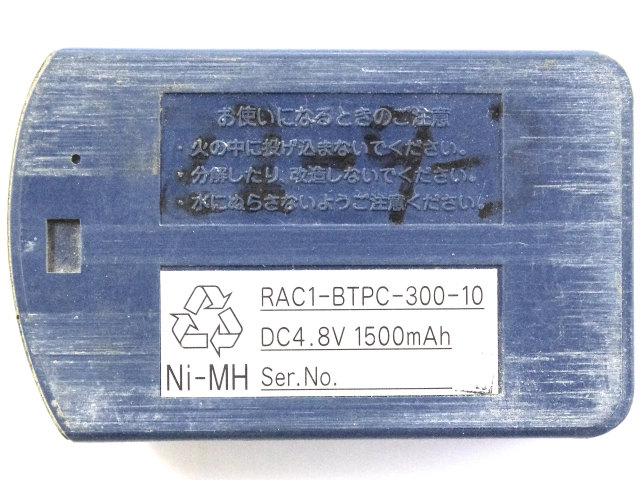 お使いになるときのご注意
・火の中に投げ込まないでください。
・分解したり、改造しないでください。
・水にぬらさないようご注意ください。
RAC1-BTPC-300-10
DC4.8V 1500mAh
Ni-MH Ser.No.